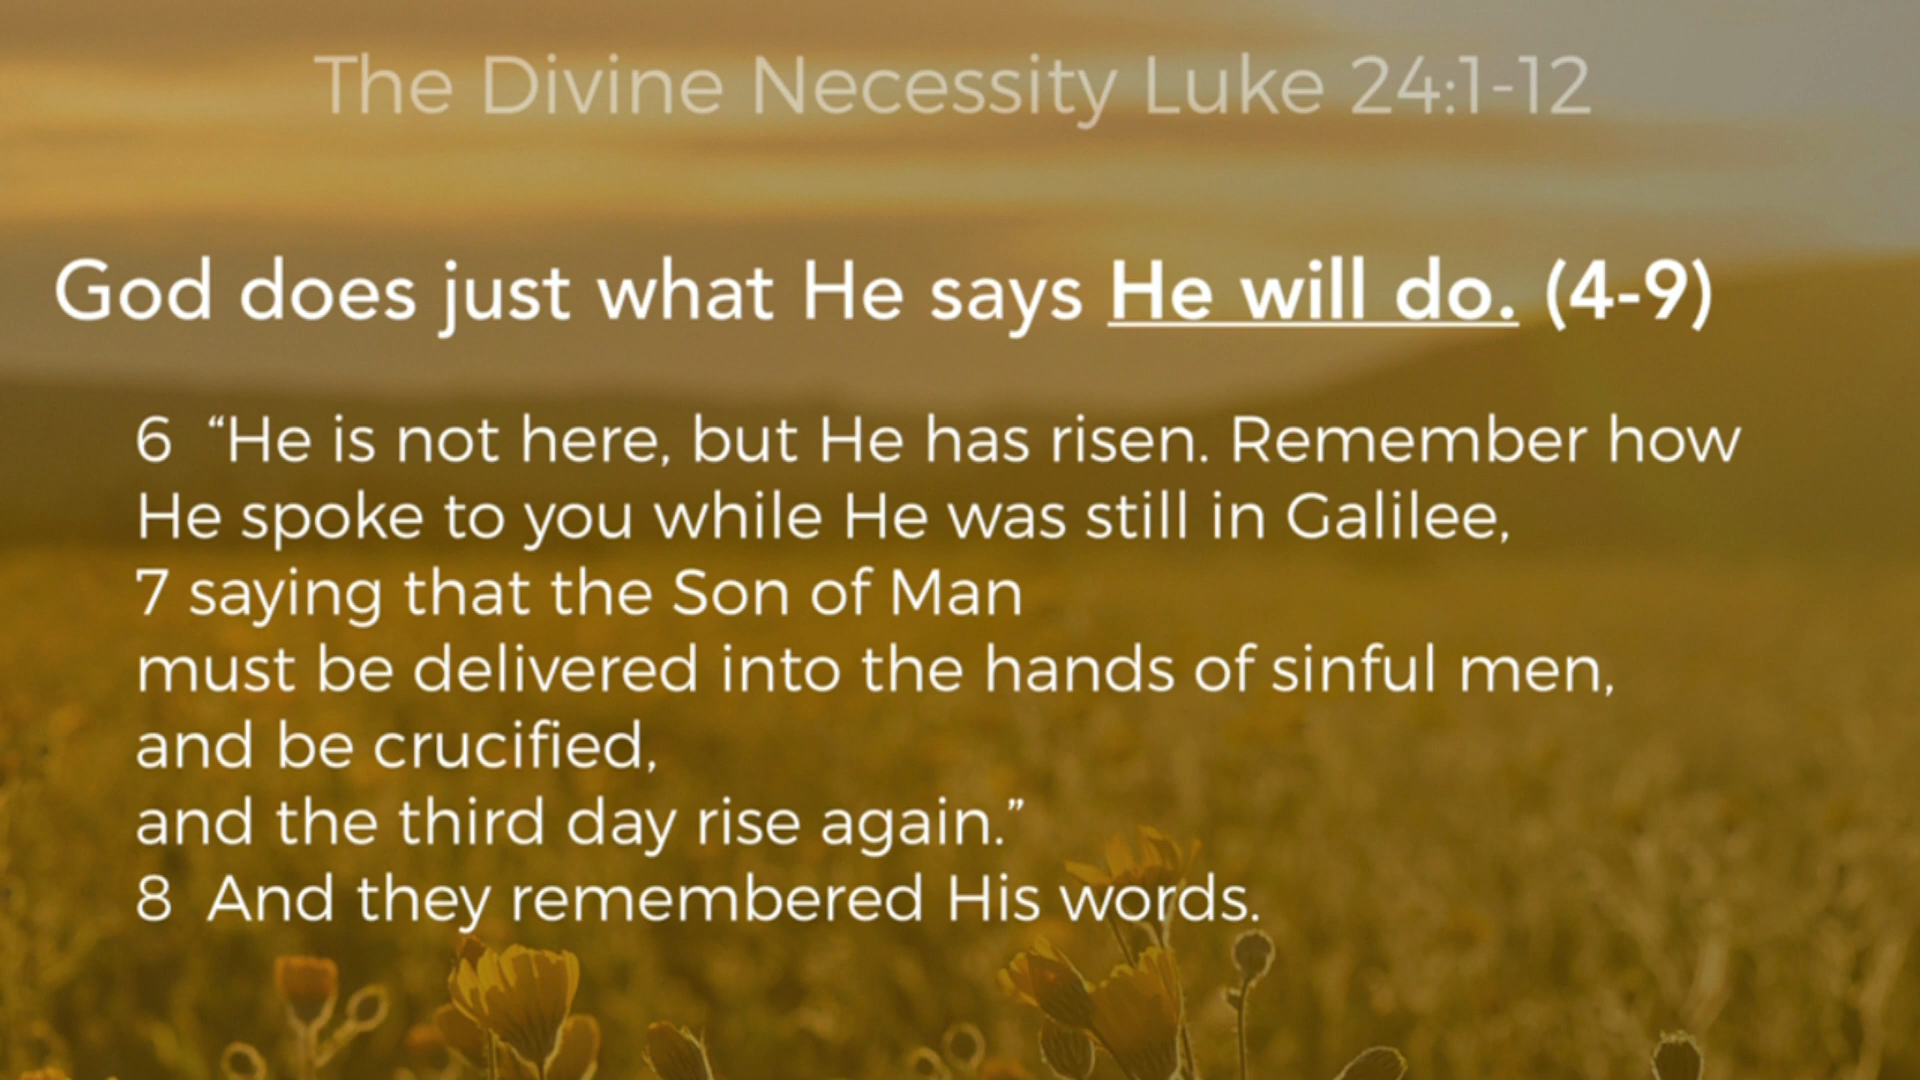 The Divine Necessity Luke 24:1-12
God does just what He says He will do. (4-9)
6 “He is not here, but He has risen. Remember how
He spoke to you while He was still in Galilee,
7 saying that the Son of Man
must be delivered into the hands of sinful men,
and be crucified,
and the third day rise again.”
8 And they remembered His words.